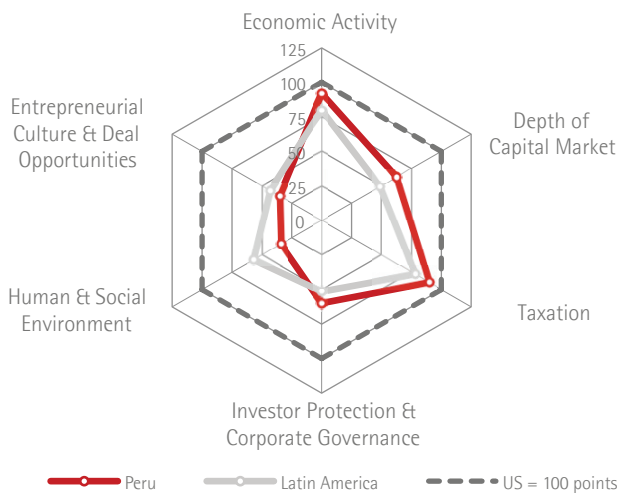 Economic Activity
125
100
75
50
25
0
Entrepreneurial
Culture & Deal
Opportunities
Depth of
Capital Market
Human & Social
Environment
Taxation
Investor Protection &
Corporate Governance
Peru
Latin America
US = 100 points